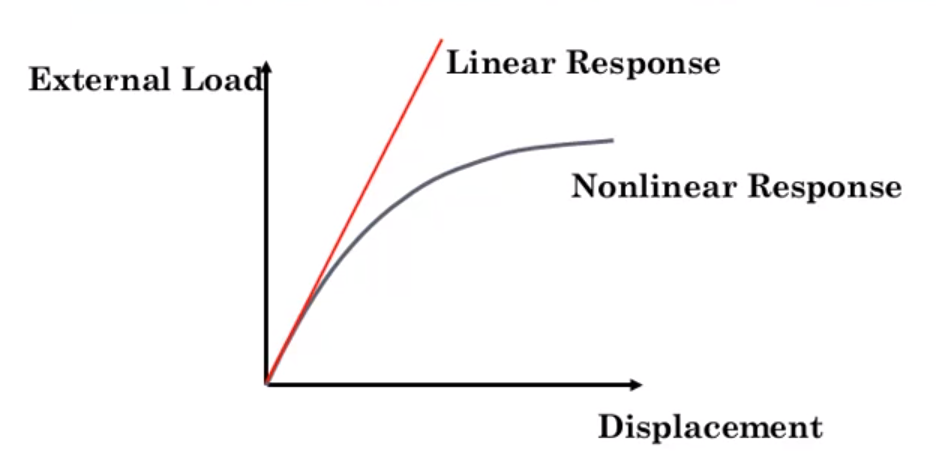 Linear Response
External Load
Nonlinear Response
Displacement